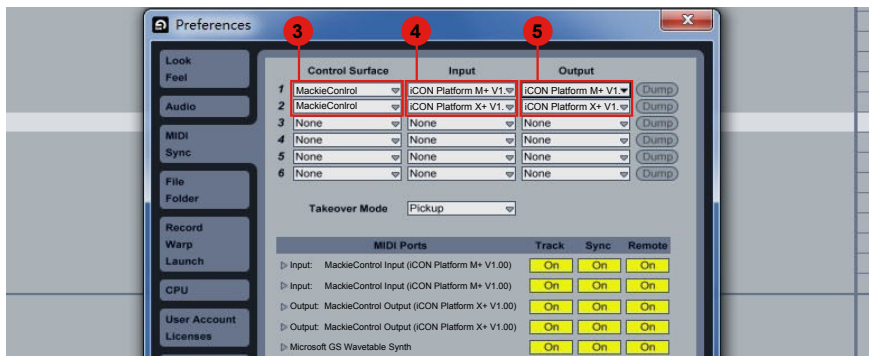 Preferences
X
3
4
5
Look
Feel
Audio
MIDI
Sync
File
Folder
Record
Warp
Launch
CPU
User Account
Licenses
Control Surface Input Output
1 MackieConlrol iCON Platform M+ V1. iCON Platform M+ V1. Dump
2 MackieConlrol iCON Platform X+ V1. iCON Platform X+ V1. Dump
3 None None None Dump
4 None None None Dump
5 None None None Dump
6 None None None Dump
Takeover Mode Pickup
MIDI Ports Track Sync Remote
Input: MackieControl Input (iCON Platform M+ V1.00) On On On
Input: MackieControl Input (iCON Platform M+ V1.00) On On On
Output: MackieControl Output (iCON Platform X+ V1.00) On On On
Output: MackieControl Output (iCON Platform X+ V1.00) On On On
Microsoft GS Wavetable Synth On On On